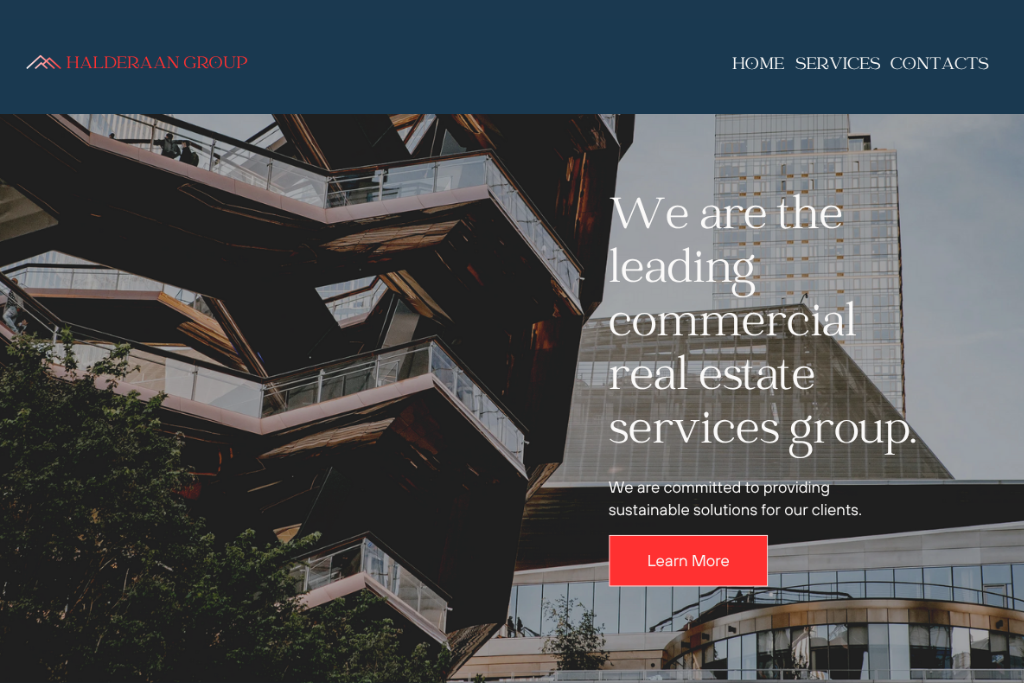 HALDERAAN GROUP
HOME SERVICES CONTACTS
We are the
leading
commercial
real estate
services group.
We are committed to providing
sustainable solutions for our clients.
Learn More